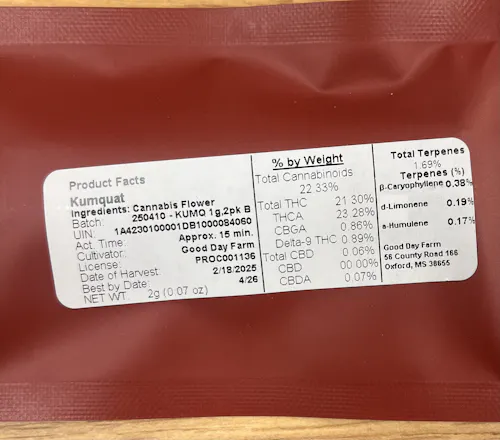 Product Facts
Kumquat
Ingredients: Cannabis Flower
Batch: 250410 - KUMQ 1g,2pk B
UIN: 1A4230100001DB1000084060
Act. Time: Approx. 15 min.
Cultivator: Good Day Farm
License: PROC001136
Date of Harvest: 2/18/2025
Best by Date: 4/26
NET WT. 2g (0.07 oz)
% by Weight
Total Cannabinoids
22.33%
Total THC 21.30%
THCA 23.28%
CBGA 0.86%
Delta-9 THC 0.89%
Total CBD 0.06%
CBD 00.00%
CBDA 0.07%
Total Terpenes
1.69%
Terpenes (%)
β-Caryophyllene 0.38%
d-Limonene 0.19%
a-Humulene 0.17%
Good Day Farm
56 County Road 166
Oxford, MS 38655